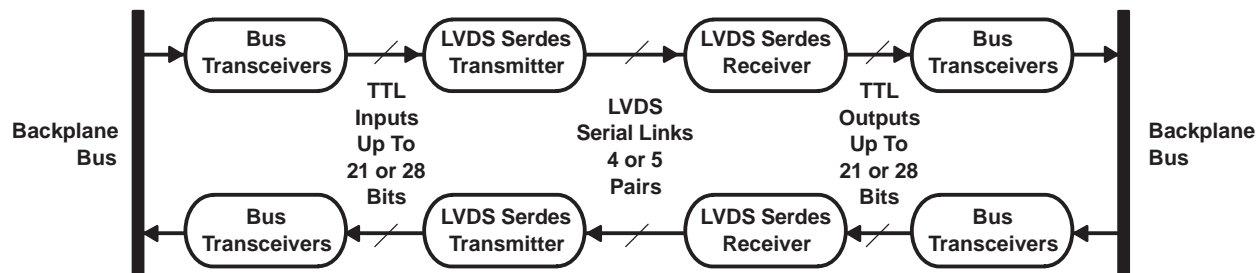 Bus
Transceivers
LVDS Serdes
Transmitter
LVDS Serdes
Receiver
Bus
Transceivers
Backplane
Bus
TTL
Inputs
Up To
21 or 28
Bits
LVDS
Serial Links
4 or 5
Pairs
TTL
Outputs
Up To
21 or 28
Bits
Backplane
Bus
Bus
Transceivers
LVDS Serdes
Transmitter
LVDS Serdes
Receiver
Bus
Transceivers